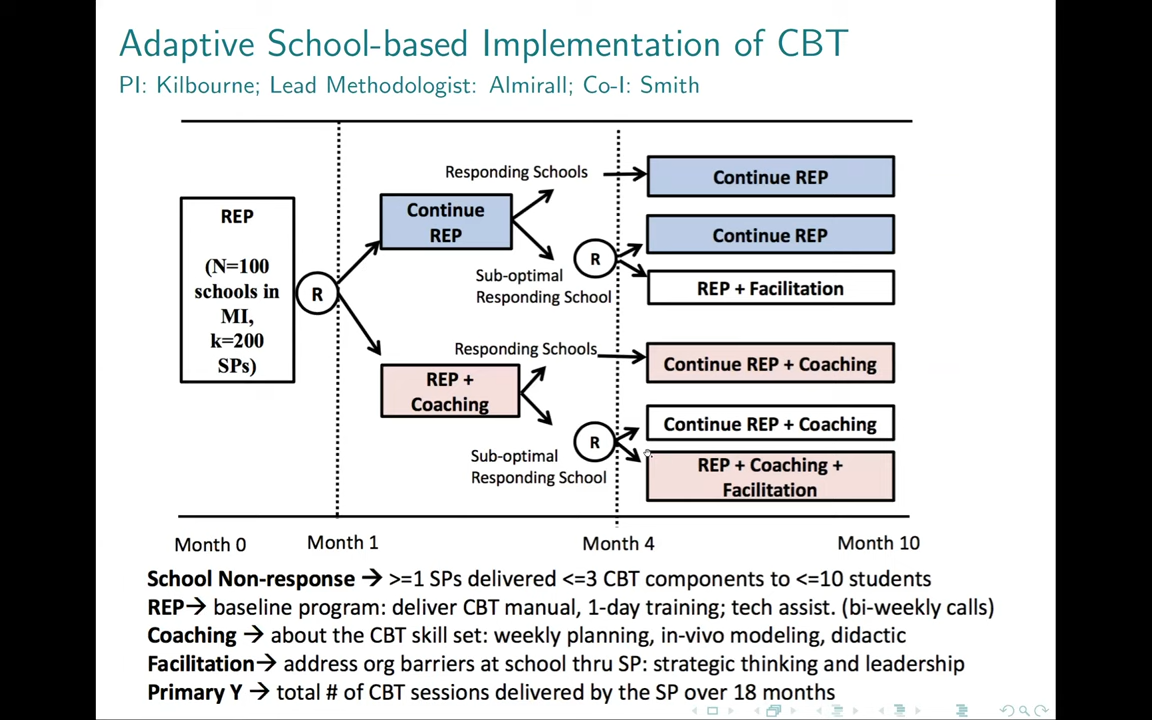 Adaptive School-based Implementation of CBT
PI: Kilbourne; Lead Methodologist: Almirall; Co-I: Smith
REP
(N=100
schools in
MI,
k=200
SPs)
R
Continue
REP
Responding Schools
Sub-optimal
Responding School
R
Continue REP
Continue REP
REP + Facilitation
REP +
Coaching
Responding Schools
Sub-optimal
Responding School
R
Continue REP + Coaching
Continue REP + Coaching
REP + Coaching +
Facilitation
Month 0
Month 1
Month 4
Month 10
School Non-response → >=1 SPs delivered <=3 CBT components to <=10 students
REP→ baseline program: deliver CBT manual, 1-day training; tech assist. (bi-weekly calls)
Coaching → about the CBT skill set: weekly planning, in-vivo modeling, didactic
Facilitation→ address org barriers at school thru SP: strategic thinking and leadership
Primary Y → total # of CBT sessions delivered by the SP over 18 months